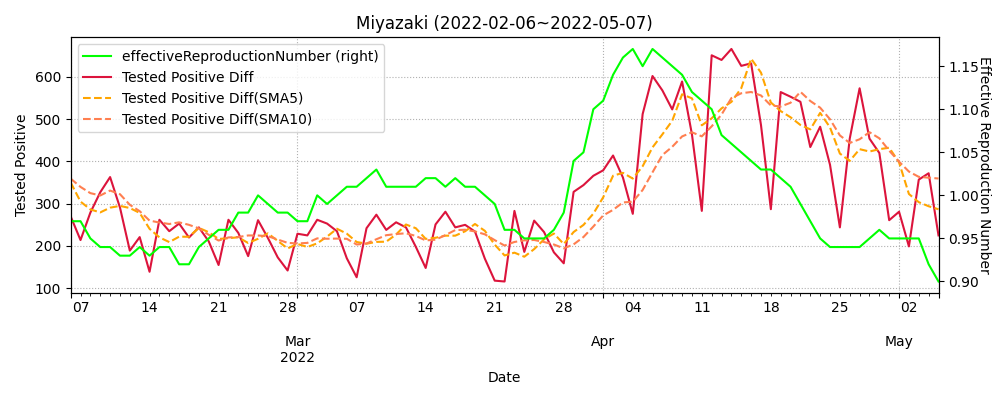 Miyazaki (2022-02-06~2022-05-07)
effectiveReproductionNumber (right)
Tested Positive Diff
Tested Positive Diff(SMA5)
Tested Positive Diff(SMA10)
Tested Positive
600
500
400
300
200
100
1.15
1.10
1.05
1.00
0.95
0.90
Effective Reproduction Number
07 14 21 28 07 14 21 28 04 11 18 25 02
Mar Apr May
2022
Date